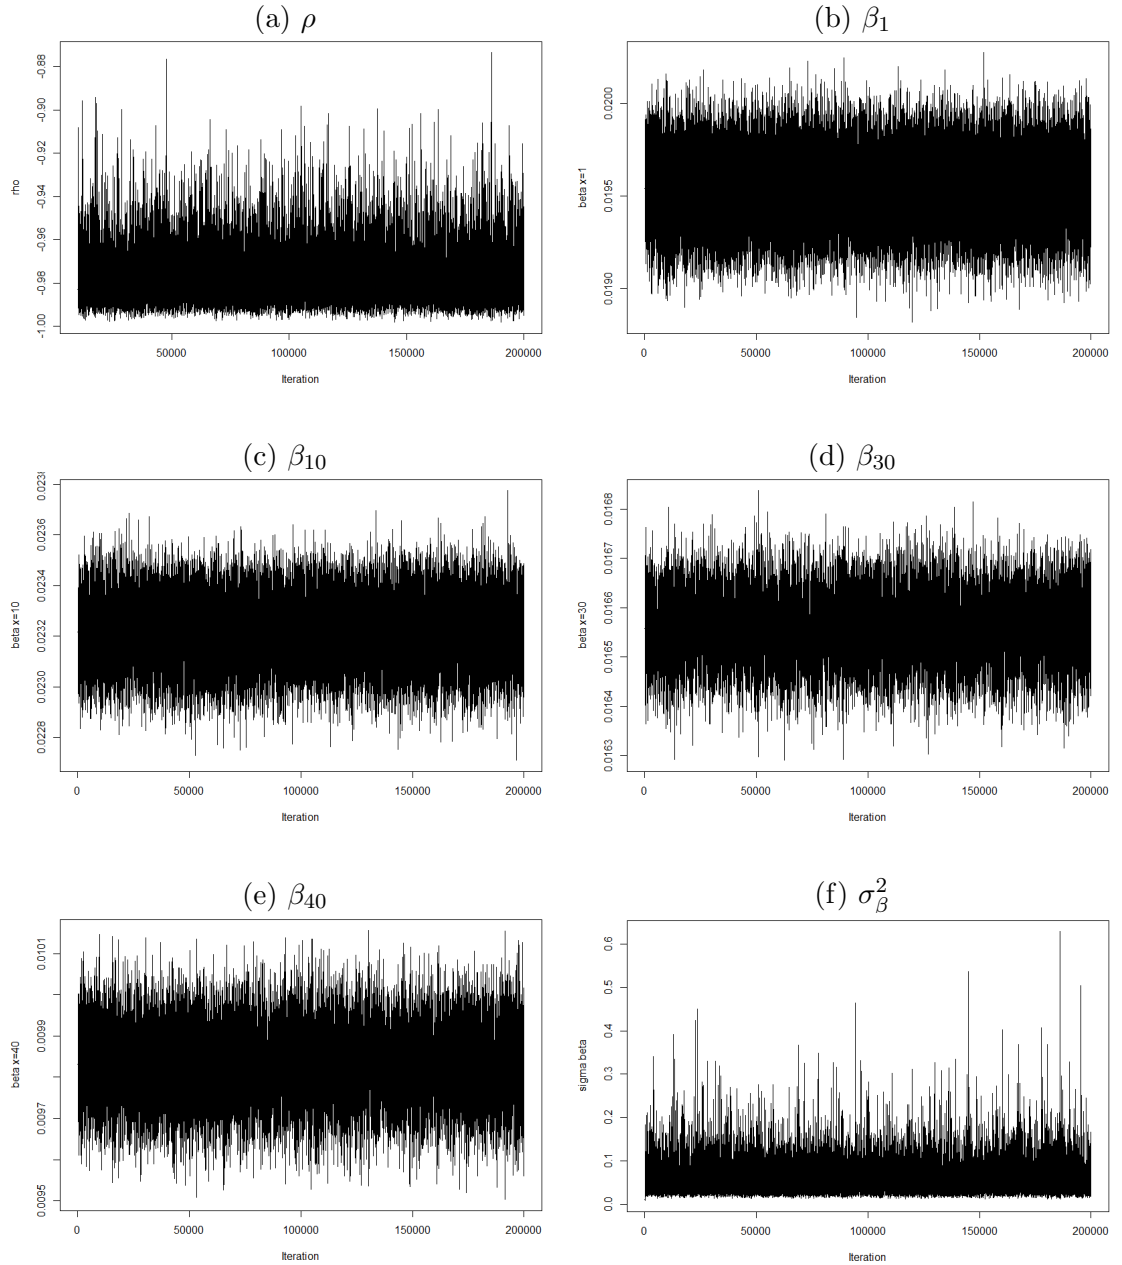 (a) ρ
(b) β₁
-0.88
-0.90
-0.92
-0.94
-0.96
-0.98
-1.00
rho
50000 100000 150000 200000
Iteration
0.0200
0.0195
0.0190
beta x=1
0 50000 100000 150000 200000
Iteration
(c) β₁₀
(d) β₃₀
0.0236
0.0234
0.0232
0.0230
0.0228
beta x=10
0 50000 100000 150000 200000
Iteration
0.0168
0.0167
0.0166
0.0165
0.0164
0.0163
beta x=30
0 50000 100000 150000 200000
Iteration
(e) β₄₀
(f) σ²_β
0.0101
0.0099
0.0097
0.0095
beta x=40
0 50000 100000 150000 200000
Iteration
0.6
0.5
0.4
0.3
0.2
0.1
0.0
sigma beta
0 50000 100000 150000 200000
Iteration